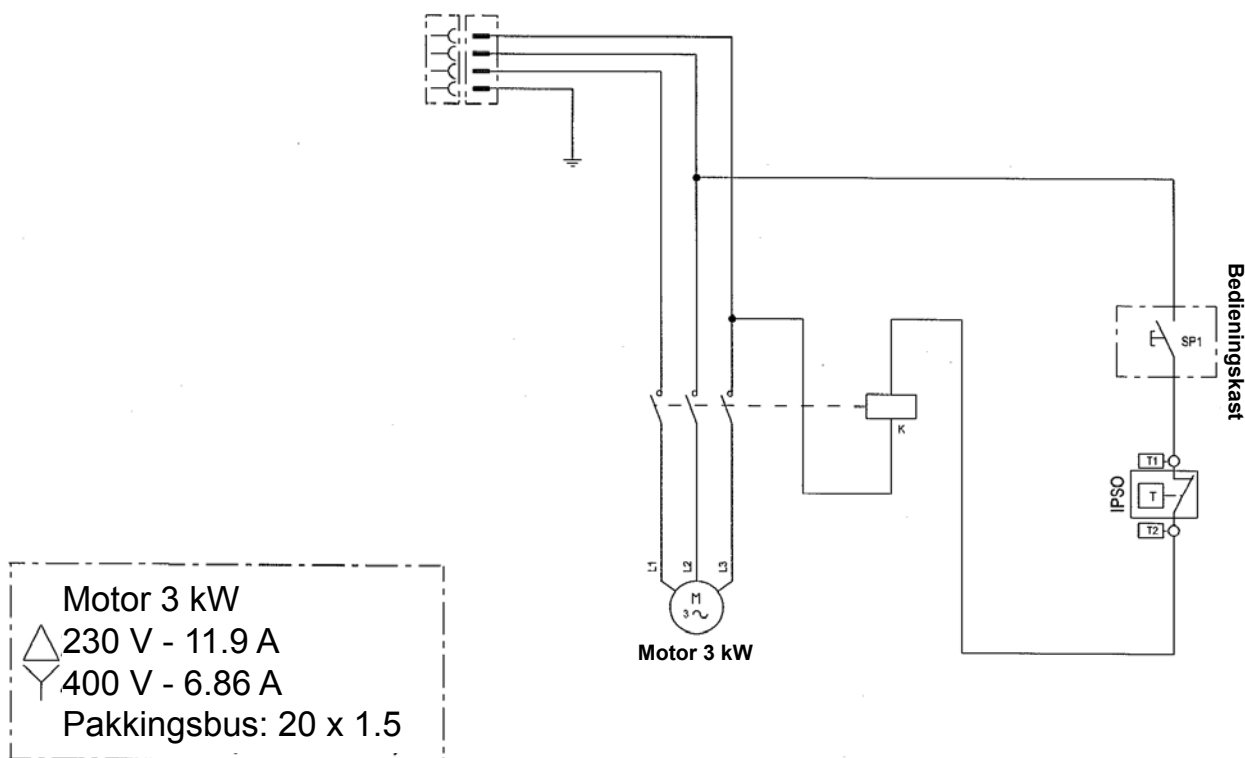 Bedieningskast
SP1
K
T1
IPSO
T
T2
L1
L2
L3
M
3
Motor 3 kW
Motor 3 kW
230 V - 11.9 A
400 V - 6.86 A
Pakkingsbus: 20 x 1.5